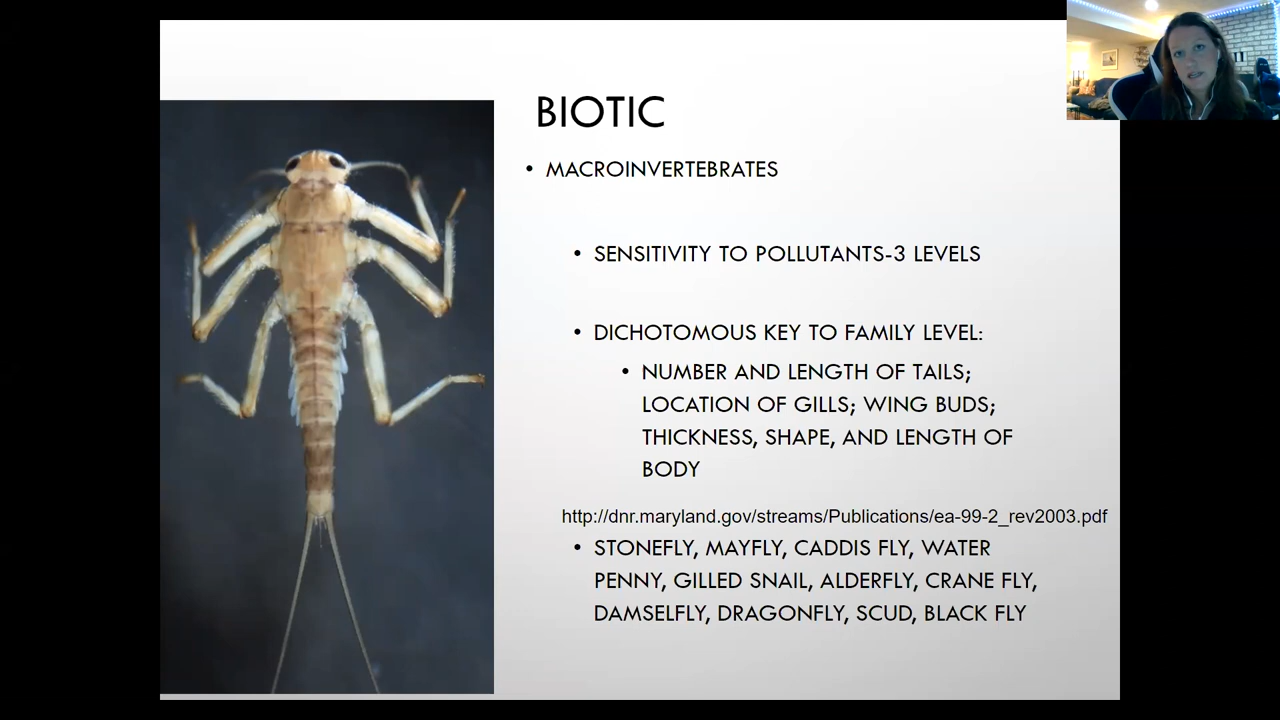 BIOTIC
• MACROINVERTEBRATES
• SENSITIVITY TO POLLUTANTS-3 LEVELS
• DICHOTOMOUS KEY TO FAMILY LEVEL:
• NUMBER AND LENGTH OF TAILS;
LOCATION OF GILLS; WING BUDS;
THICKNESS, SHAPE, AND LENGTH OF
BODY
http://dnr.maryland.gov/streams/Publications/ea-99-2_rev2003.pdf
• STONEFLY, MAYFLY, CADDIS FLY, WATER
PENNY, GILLED SNAIL, ALDERFLY, CRANE FLY,
DAMSELFLY, DRAGONFLY, SCUD, BLACK FLY